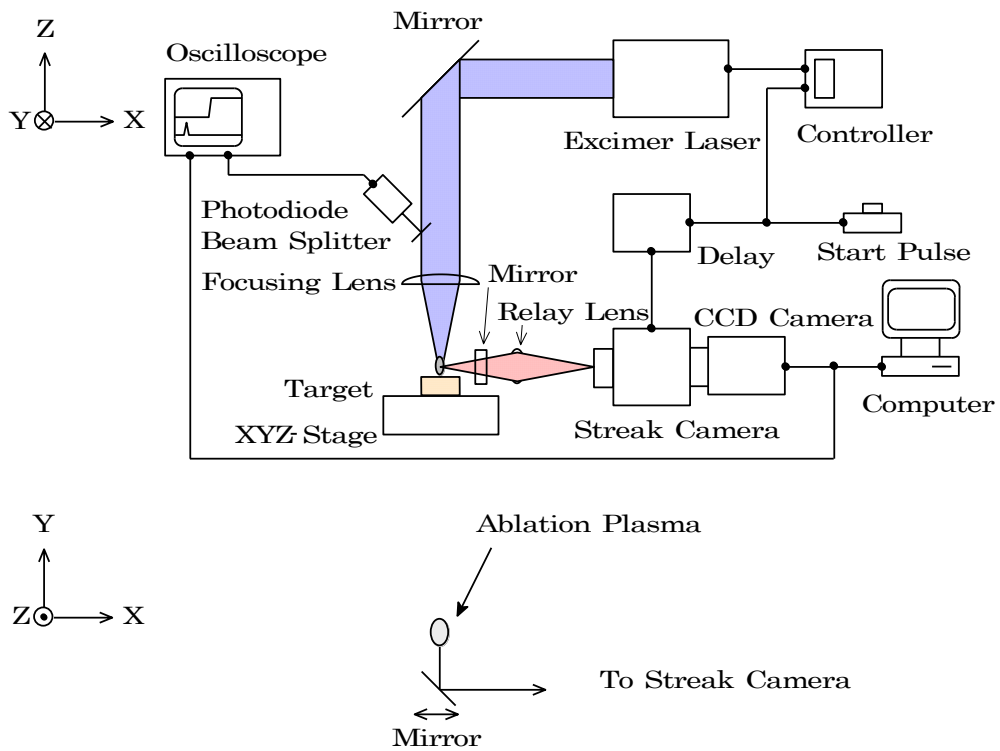 Mirror
Z
Oscilloscope
Y
X
Excimer Laser
Controller
Photodiode
Beam Splitter
Delay
Start Pulse
Focusing Lens
Mirror
Relay Lens
CCD Camera
Target
Computer
XYZ-Stage
Streak Camera
Ablation Plasma
Y
Z
X
To Streak Camera
Mirror